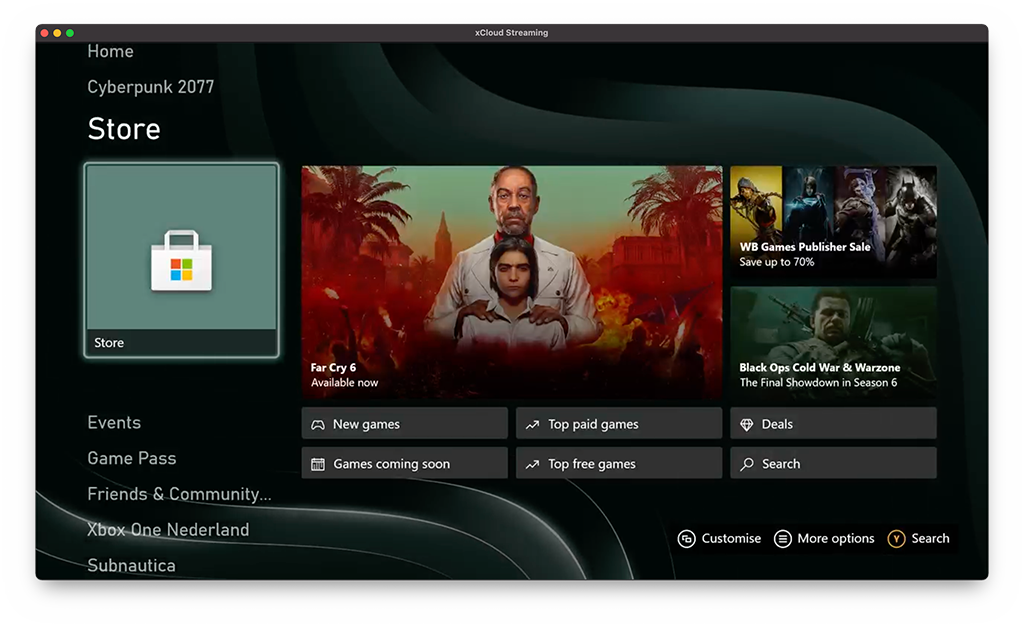 xCloud Streaming
Home
Cyberpunk 2077
Store
Store
Far Cry 6
Available now
WB Games Publisher Sale
Save up to 70%
Black Ops Cold War & Warzone
The Final Showdown in Season 6
New games
Top paid games
Deals
Games coming soon
Top free games
Search
Events
Game Pass
Friends & Community...
Xbox One Nederland
Subnautica
Customise
More options
Y Search